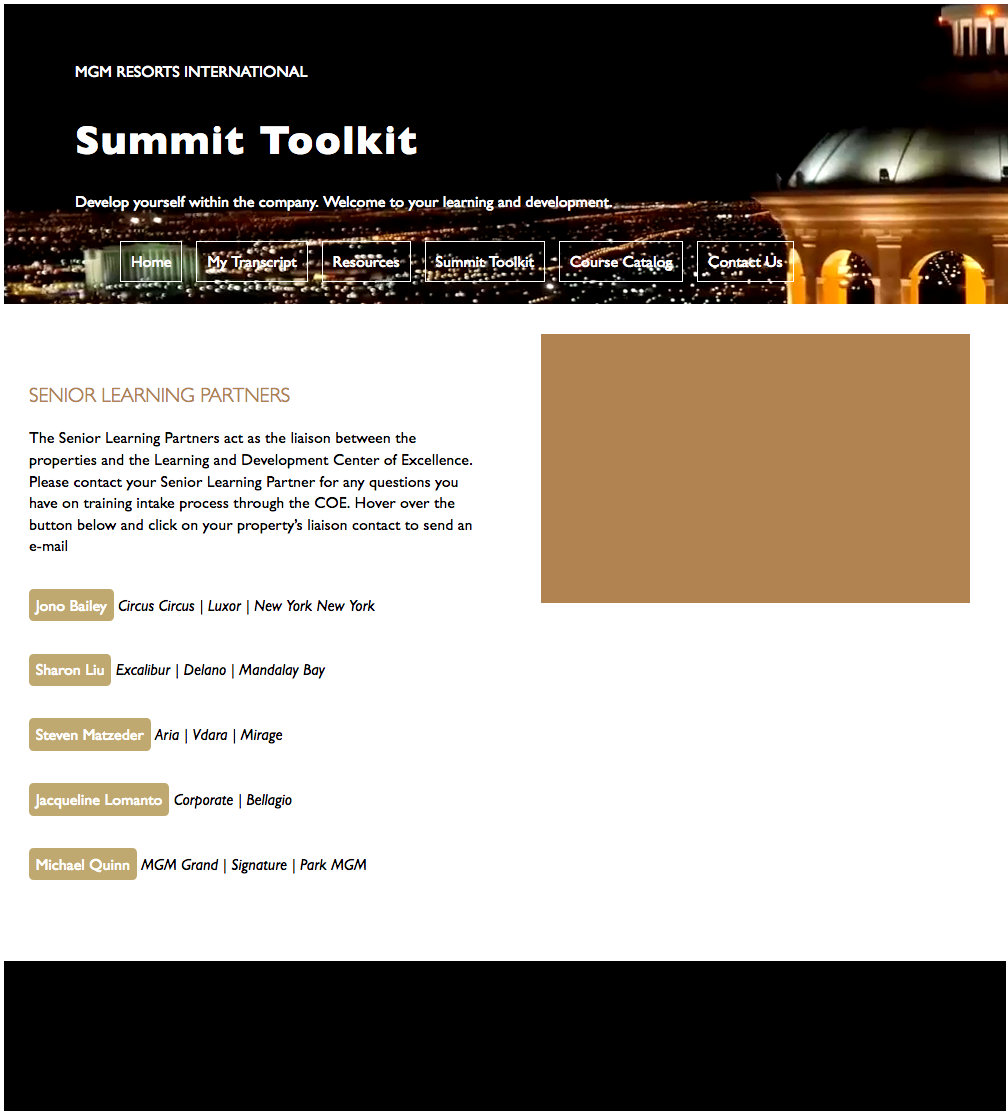 MGM RESORTS INTERNATIONAL
Summit Toolkit
Develop yourself within the company. Welcome to your learning and development.
Home My Transcript Resources Summit Toolkit Course Catalog Contact Us
SENIOR LEARNING PARTNERS
The Senior Learning Partners act as the liaison between the
properties and the Learning and Development Center of Excellence.
Please contact your Senior Learning Partner for any questions you
have on training intake process through the COE. Hover over the
button below and click on your property’s liaison contact to send an
e-mail
Jono Bailey Circus Circus | Luxor | New York New York
Sharon Liu Excalibur | Delano | Mandalay Bay
Steven Matzeder Aria | Vdara | Mirage
Jacqueline Lomanto Corporate | Bellagio
Michael Quinn MGM Grand | Signature | Park MGM